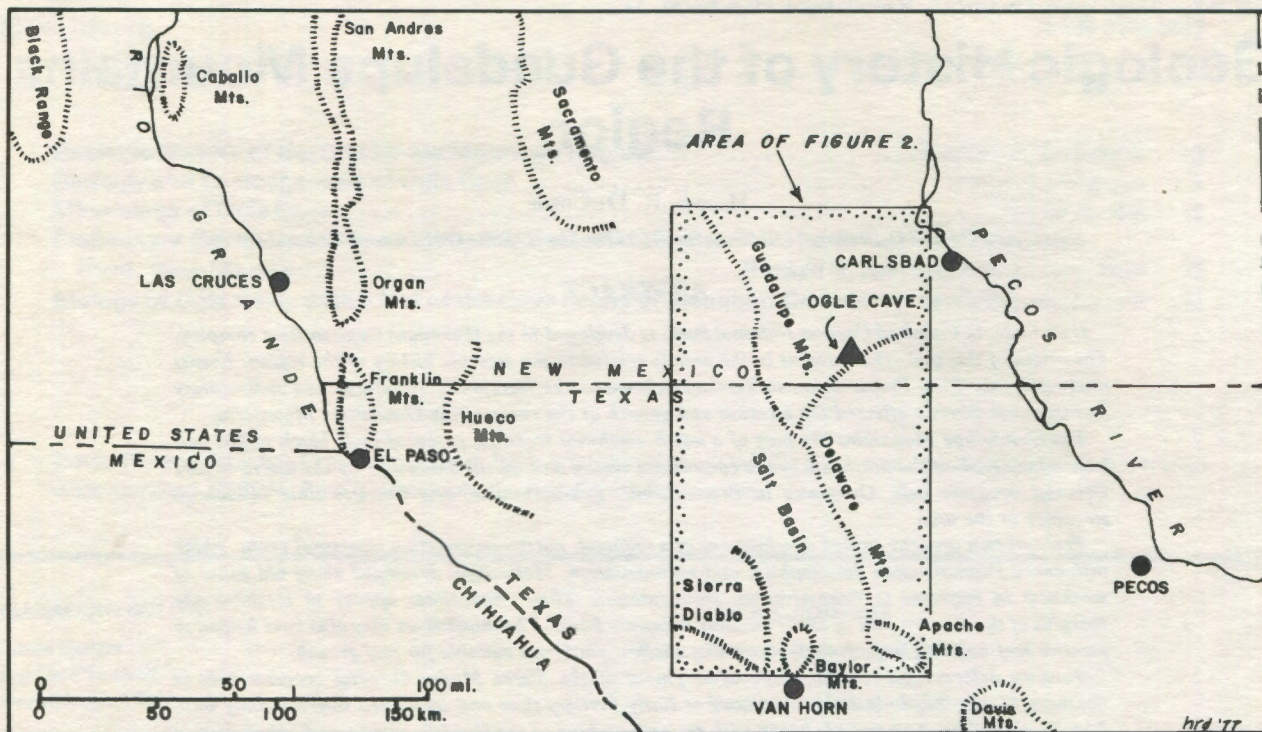 Black Range
R I O  G R A N D E
Caballo
Mts.
San Andres
Mts.
Sacramento
Mts.
AREA OF FIGURE 2.
LAS CRUCES
Organ
Mts.
Guadalupe Mts.
CARLSBAD
PECOS RIVER
OGLE CAVE
NEW MEXICO
TEXAS
Franklin
Mts.
Hueco
Mts.
UNITED STATES
MEXICO
EL PASO
Salt Basin
Delaware Mts.
TEXAS
CHIHUAHUA
Sierra
Diablo
Apache
Mts.
Baylor
Mts.
PECOS
VAN HORN
Davis
Mts.
0 50 100 mi.
0 50 150 km.
hrd '77